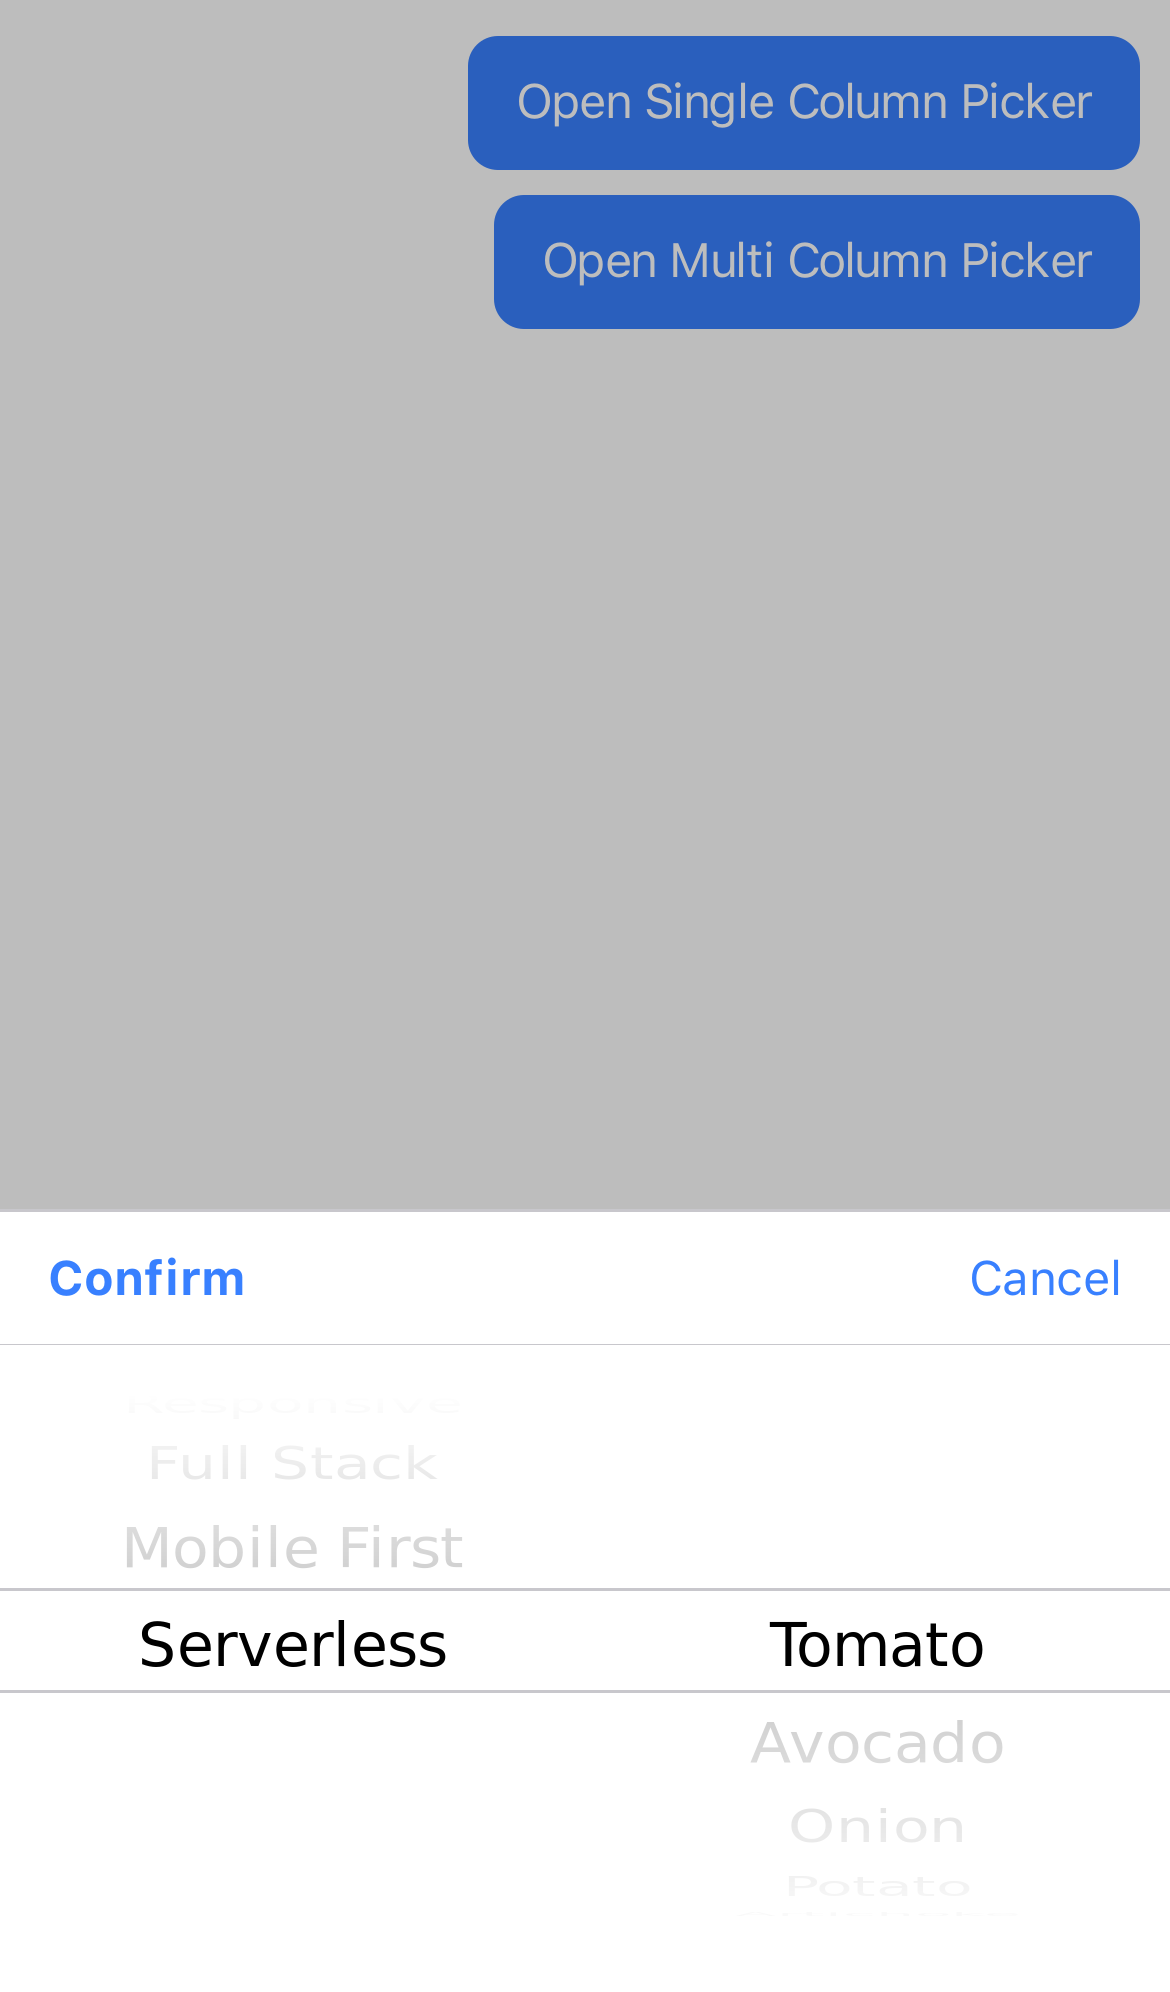 Open Single Column Picker
Open Multi Column Picker
Confirm
Cancel
Responsive
Full Stack
Mobile First
Serverless
Tomato
Avocado
Onion
Potato